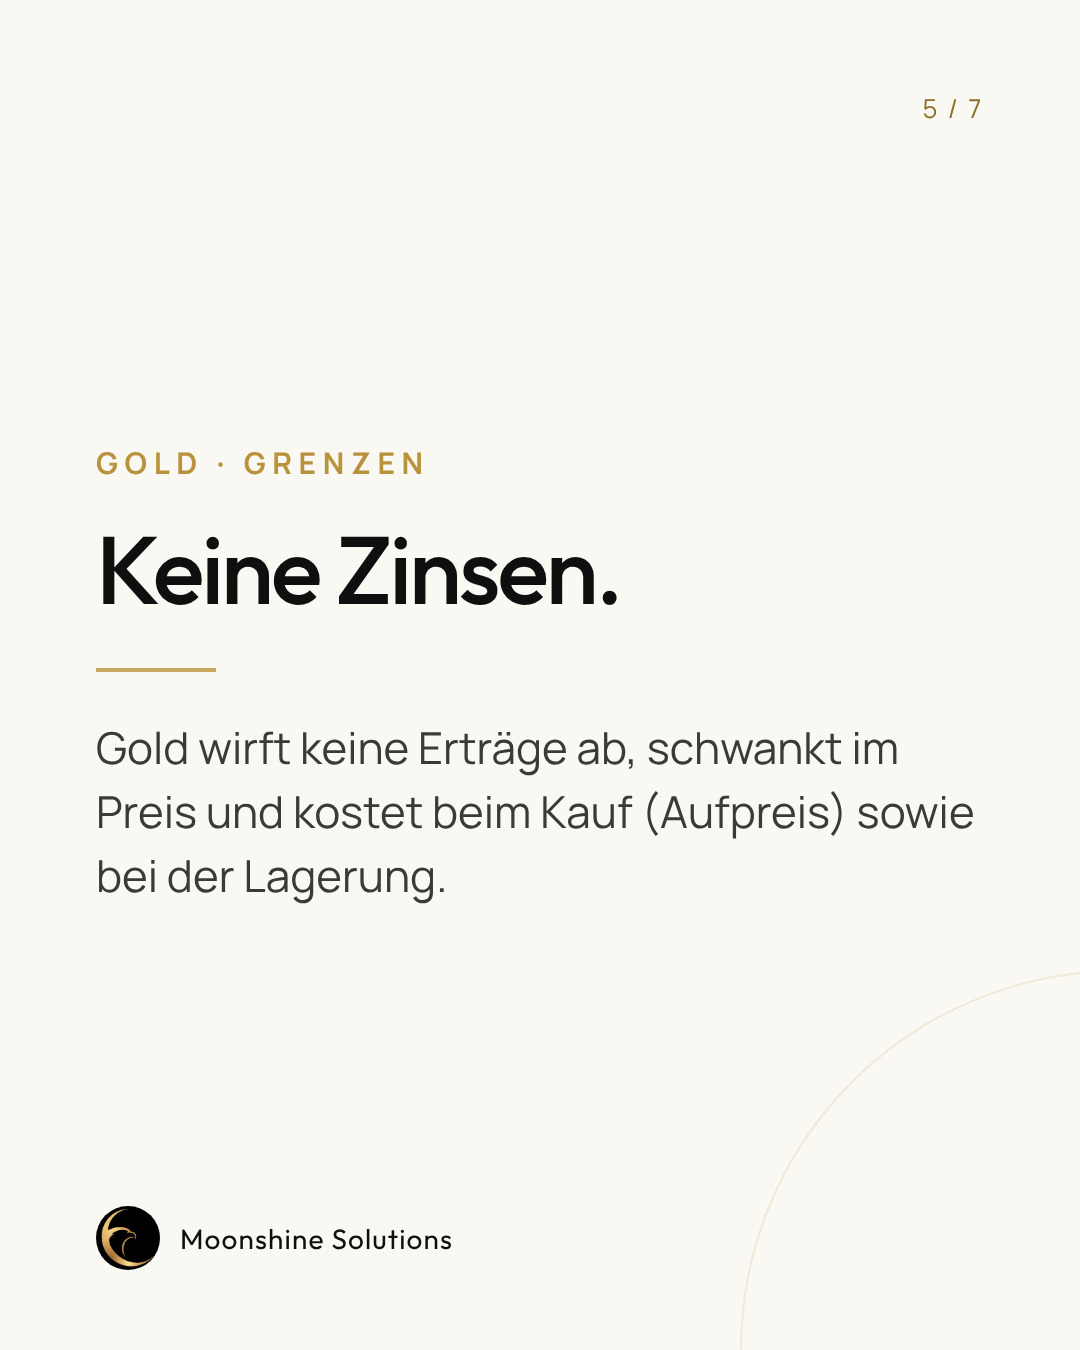 5 / 7
GOLD · GRENZEN
Keine Zinsen.
Gold wirft keine Erträge ab, schwankt im
Preis und kostet beim Kauf (Aufpreis) sowie
bei der Lagerung.
Moonshine Solutions